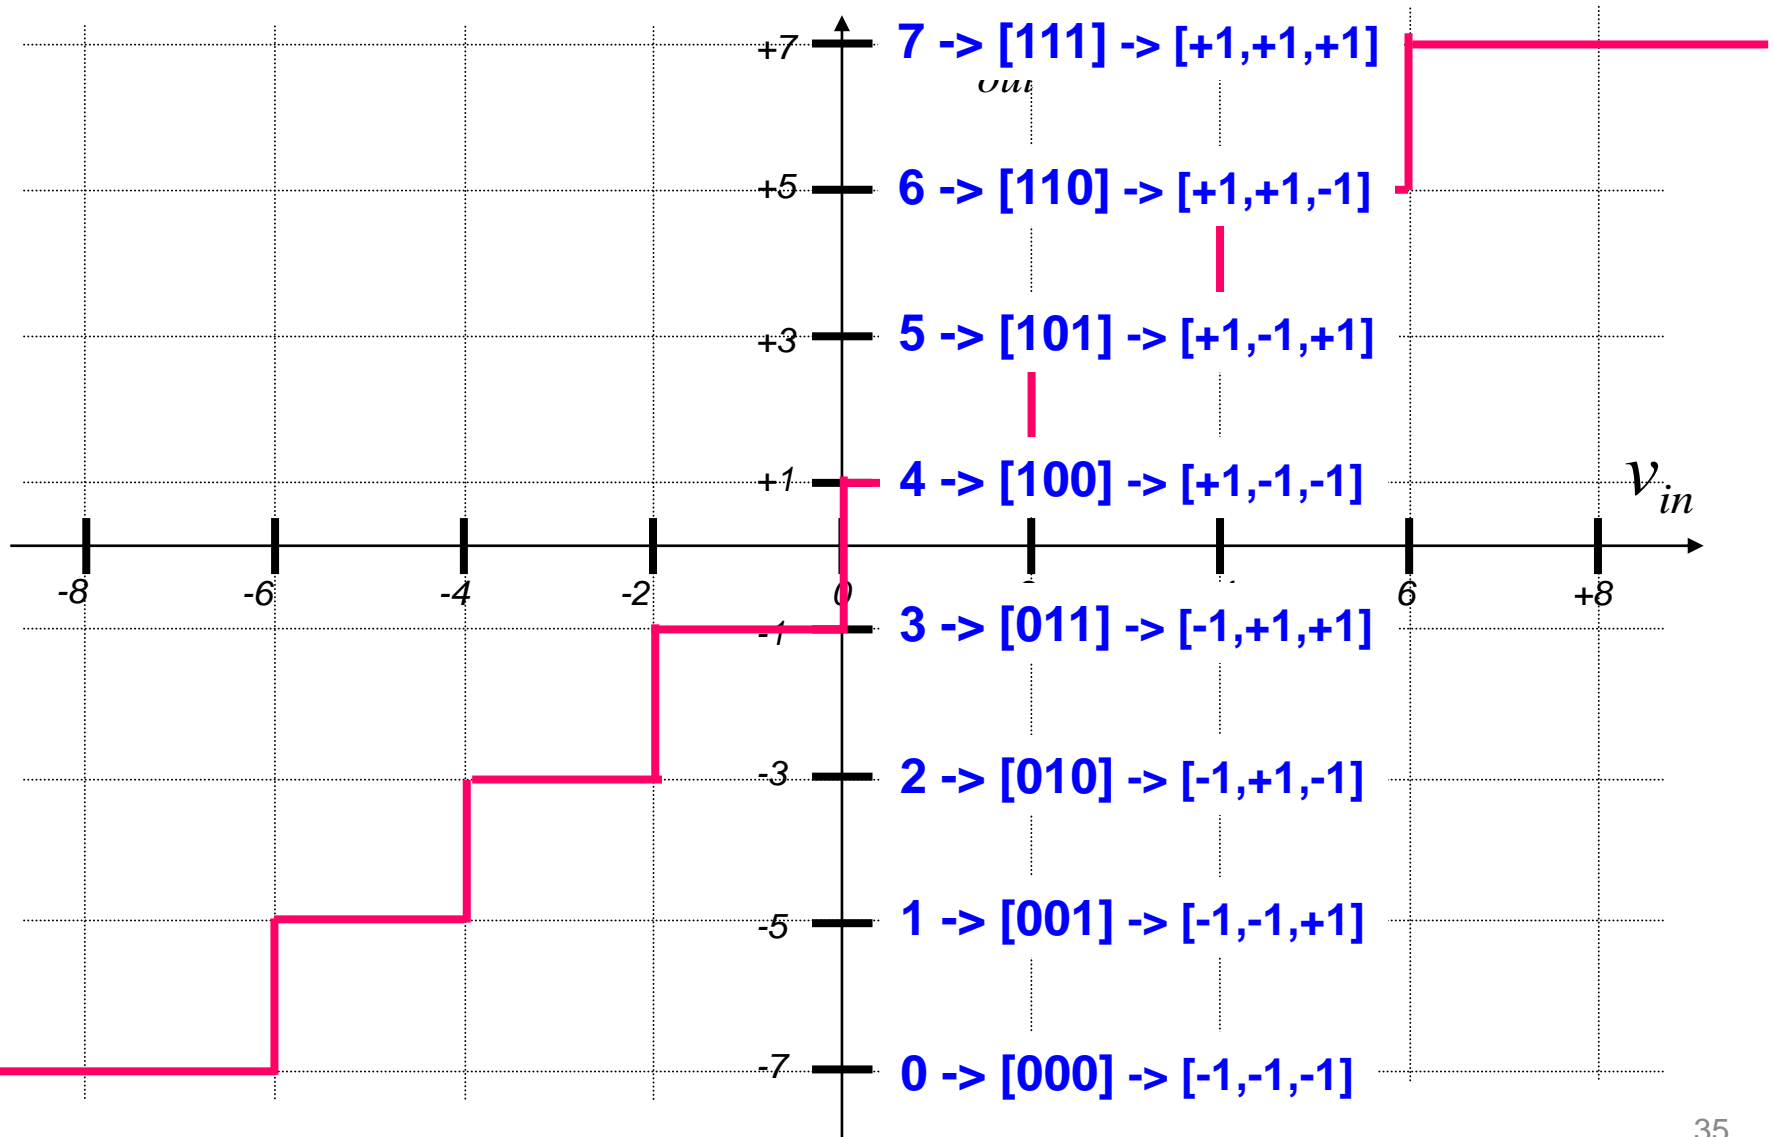 +7 7 -> [111] -> [+1,+1,+1]
+5 6 -> [110] -> [+1,+1,-1]
+3 5 -> [101] -> [+1,-1,+1]
+1 4 -> [100] -> [+1,-1,-1]
v_in
-8 -6 -4 -2 0 6 +8
-1 3 -> [011] -> [-1,+1,+1]
-3 2 -> [010] -> [-1,+1,-1]
-5 1 -> [001] -> [-1,-1,+1]
-7 0 -> [000] -> [-1,-1,-1]
35